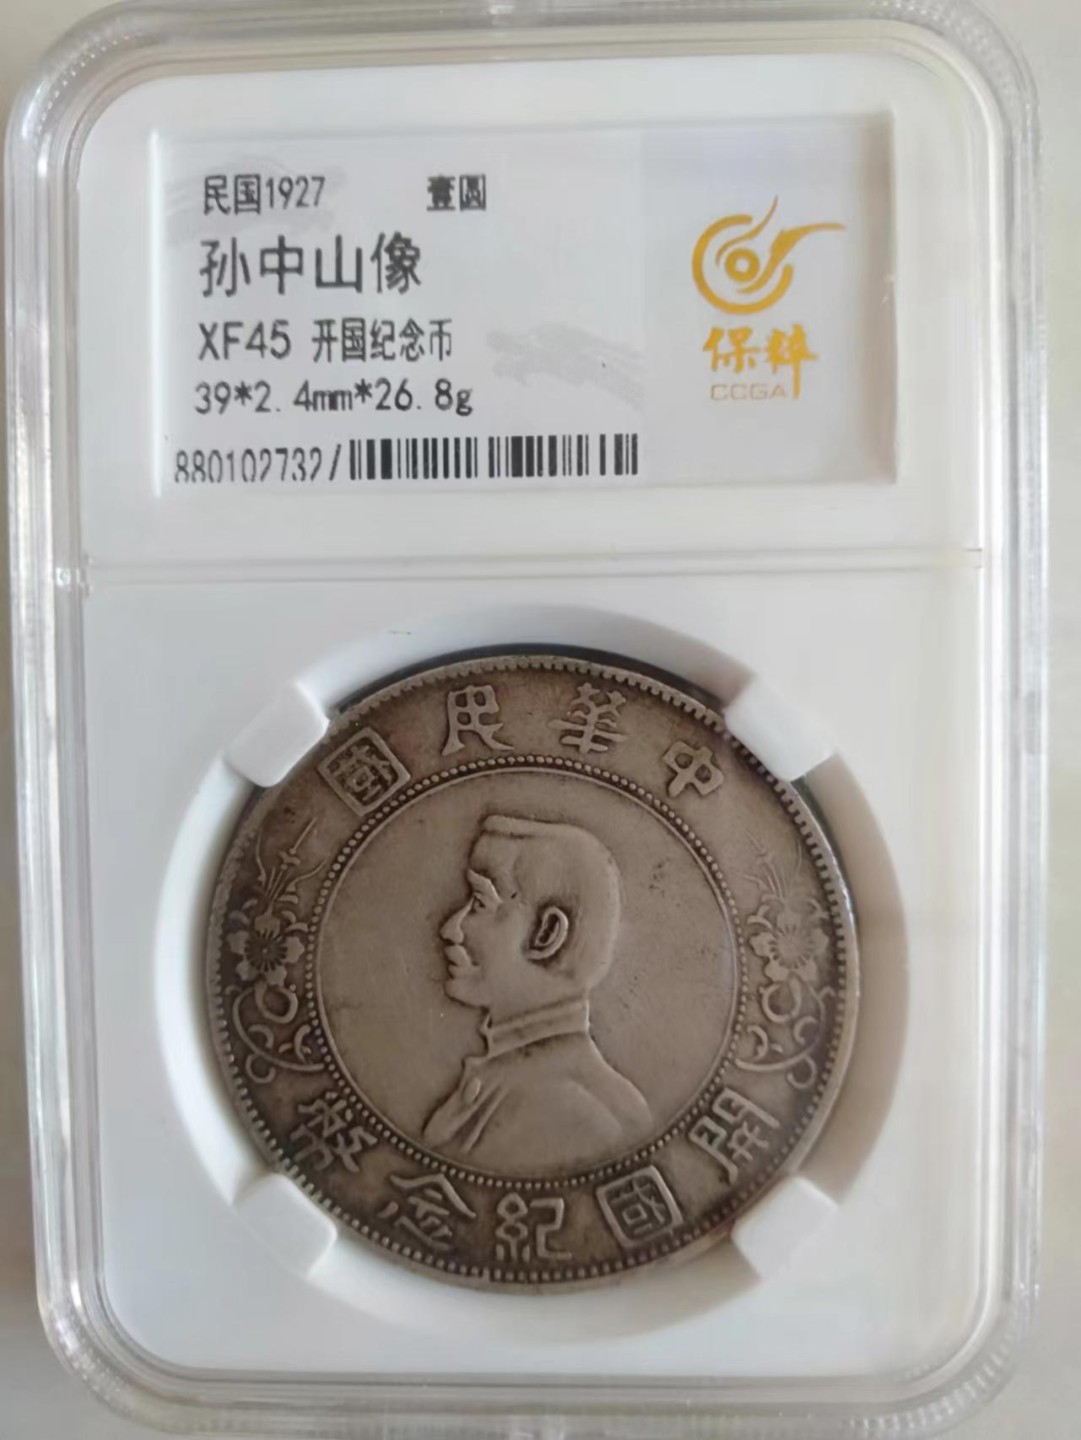 民国1927 壹圆
孙中山像
XF45 开国纪念币
39*2.4mm*26.8g
880102732/
保粹
CCGA
中華民國
開國紀念幣